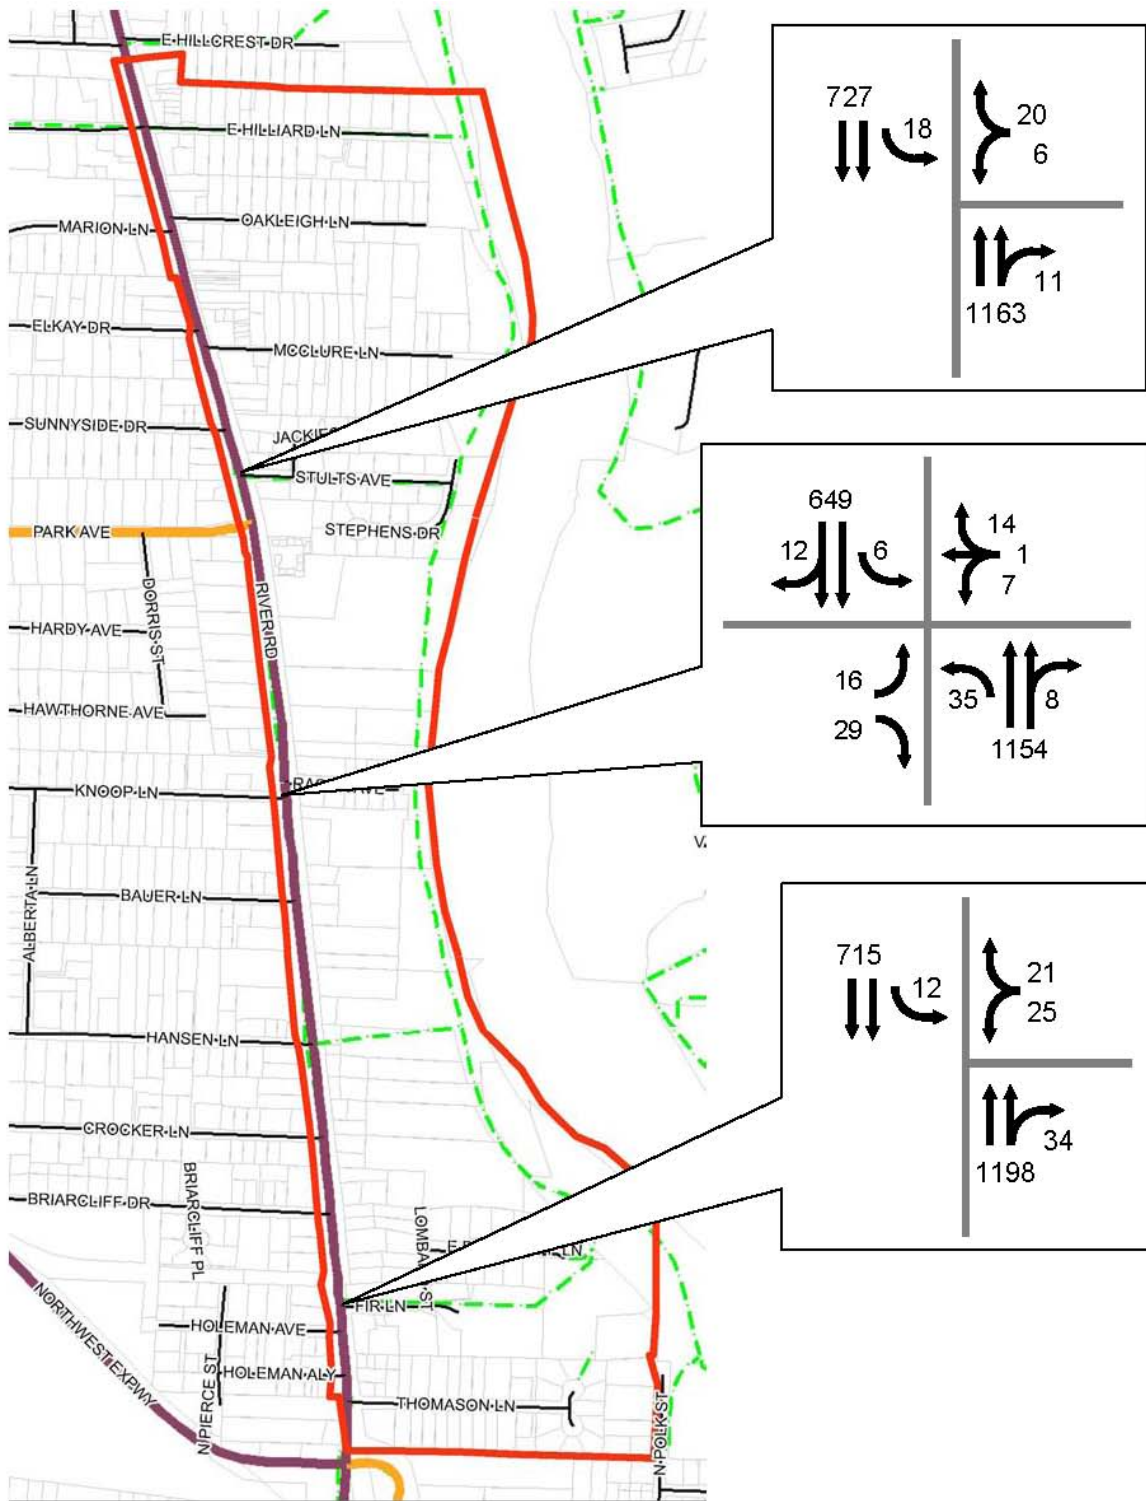 E HILLCREST DR
E HILLIARD LN
MARION LN
OAKLEIGH LN
ELKAY DR
MCCLURE LN
SUNNYSIDE DR
STULTS AVE
PARK AVE
STEPHENS DR
DORRIS ST
RIVER RD
HARDY AVE
HAWTHORNE AVE
KNOOP LN
ALBERTA LN
BAUER LN
HANSEN LN
CROCKER LN
BRIARCLIFF DR
BRIARCLIFF PL
ST
LN
FIR LN
HOLEMAN AVE
NORTHWEST EXPWY
N PIERCE ST
HOLEMAN ALY
THOMASON LN
N POLK ST
727
18
20
6
11
1163
649
12
6
14
1
7
16
29
35
8
1154
715
12
21
25
34
1198